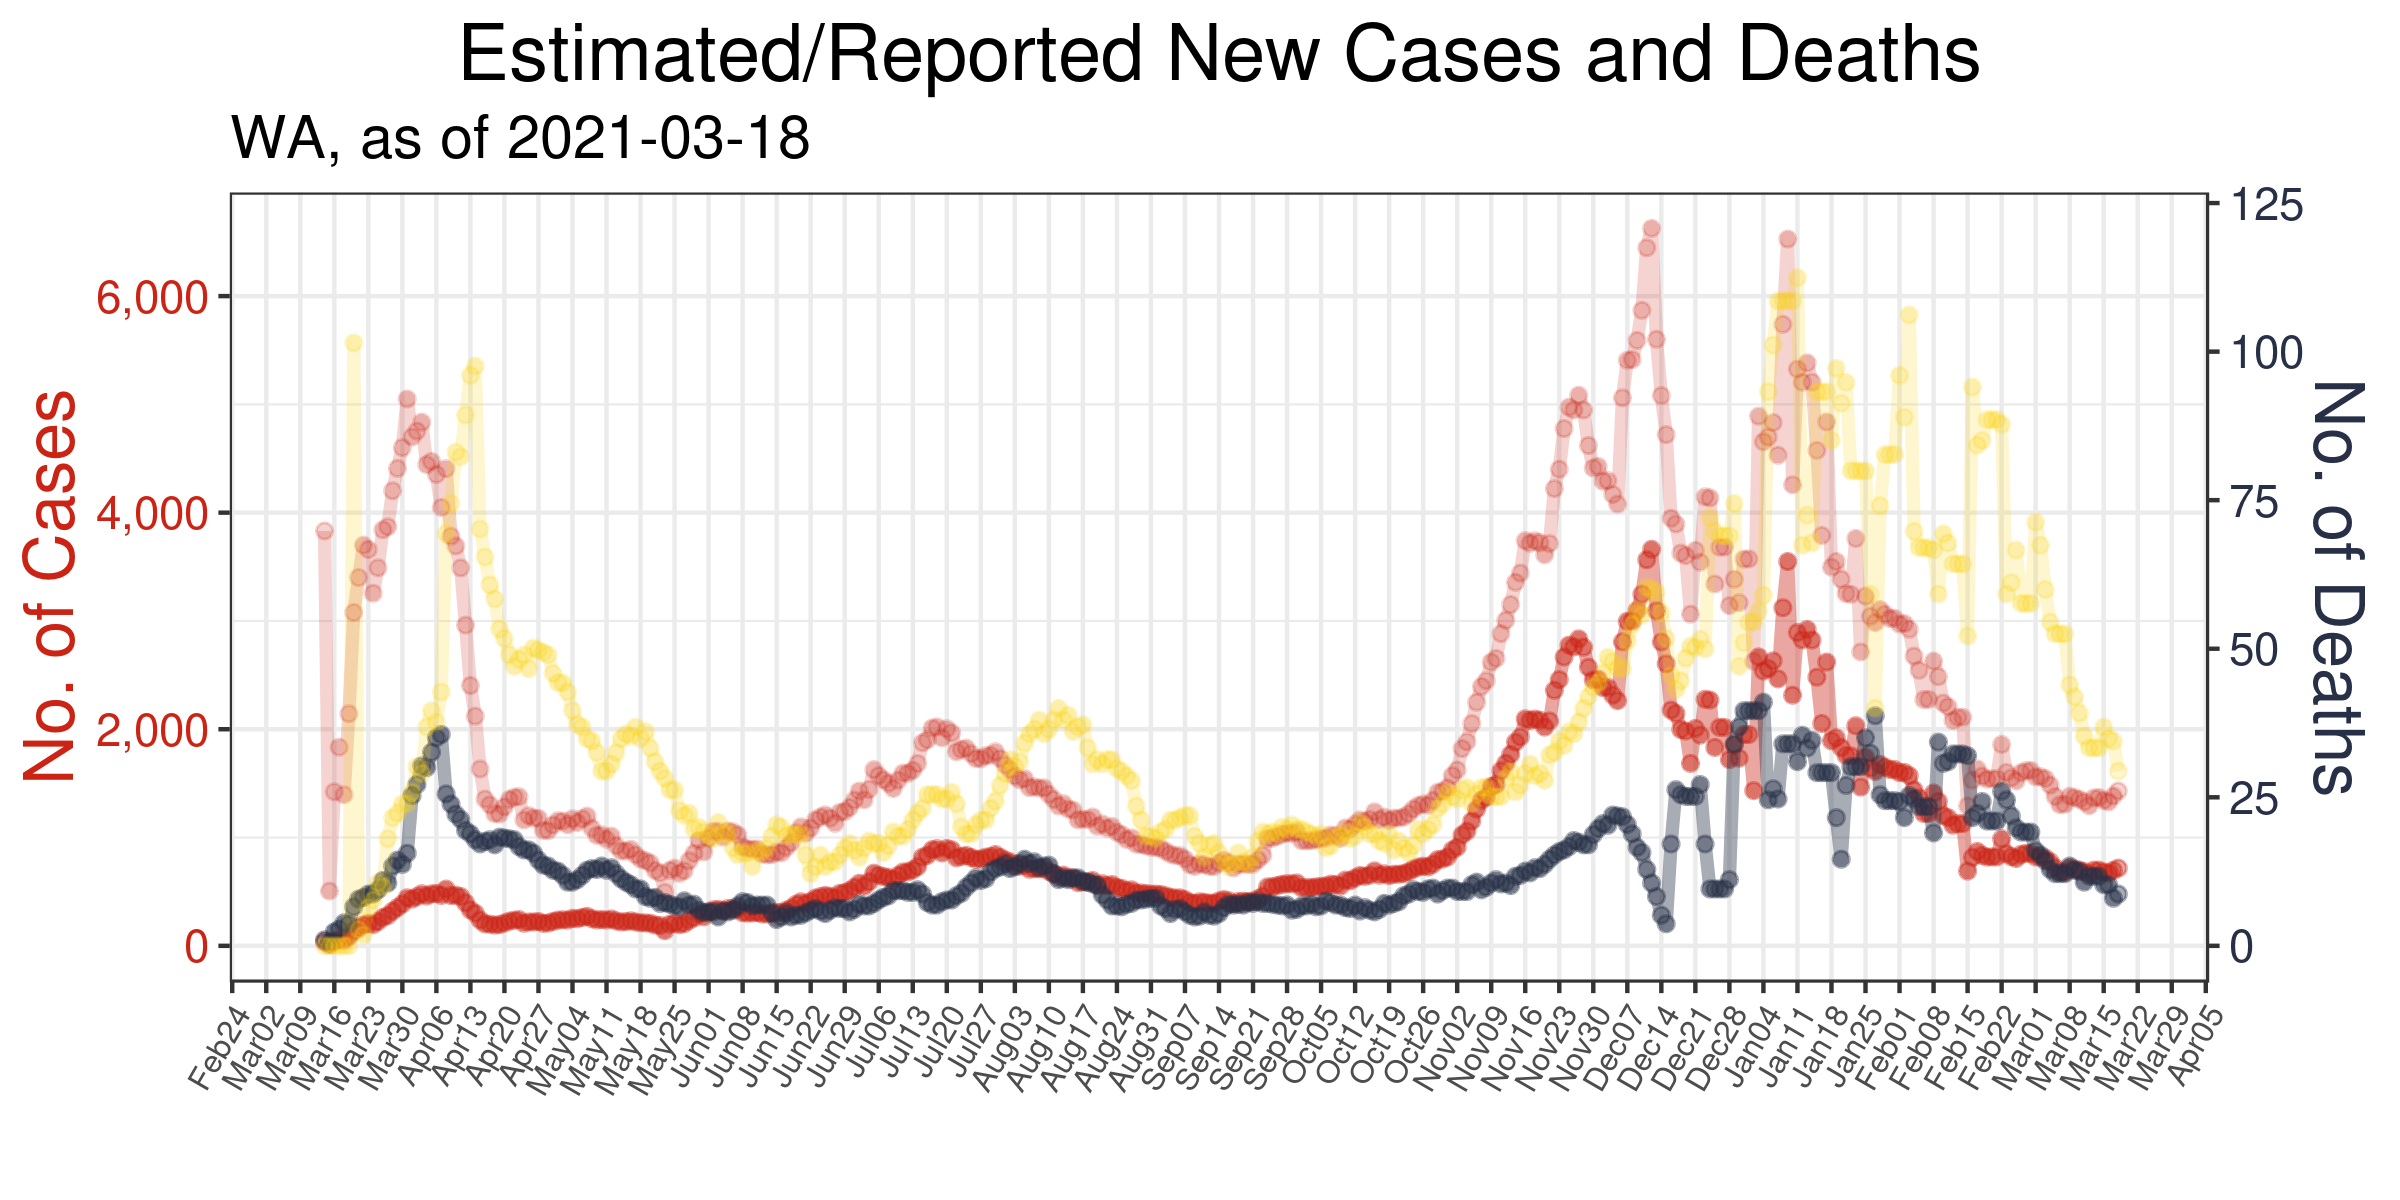 Estimated/Reported New Cases and Deaths
WA, as of 2021-03-18
No. of Cases
6,000
4,000
2,000
0
125
100
75
50
25
0
No. of Deaths
Feb24
Mar02
Mar09
Mar16
Mar23
Mar30
Apr06
Apr13
Apr20
Apr27
May04
May11
May18
May25
Jun01
Jun08
Jun15
Jun22
Jun29
Jul06
Jul13
Jul20
Jul27
Aug03
Aug10
Aug17
Aug24
Aug31
Sep07
Sep14
Sep21
Sep28
Oct05
Oct12
Oct19
Oct26
Nov02
Nov09
Nov16
Nov23
Nov30
Dec07
Dec14
Dec21
Dec28
Jan04
Jan11
Jan18
Jan25
Feb01
Feb08
Feb15
Feb22
Mar01
Mar08
Mar15
Mar22
Mar29
Apr05